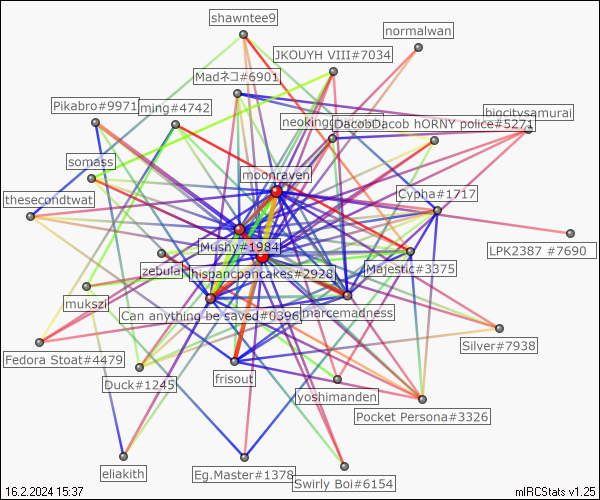 shawntee9
normalwan
JKOUYH VIII#7034
Madネコ#6901
Pikabro#9971
ming#4742
bigcitysamurai
DacobDacob hORNY police#5271
somass
moonraven
thesecondtwat
Cypha#1717
Mushy#1984
LPK2387 #7690
zebula
hispancpancakes#2928
Majestic#3375
mukszi
Can anything be saved#0396
marcemadness
Fedora Stoat#4479
Silver#7938
Duck#1245
frisout
yoshimanden
Pocket Persona#3326
eliakith
Eg.Master#1378
Swirly Boi#6154
16.2.2024 15:37
mIRCStats v1.25